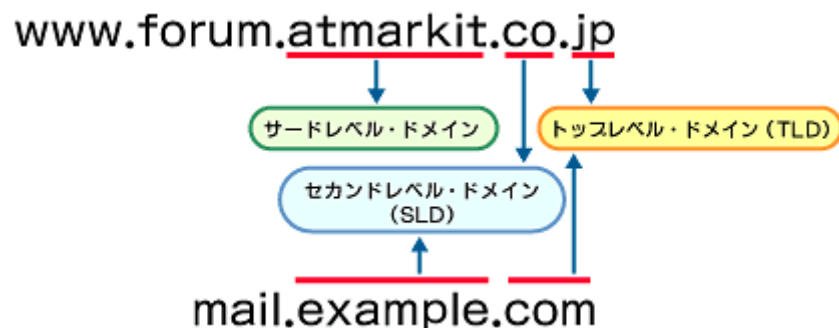 www.forum.atmarkit.co.jp
サードレベル・ドメイン
トップレベル・ドメイン（TLD）
セカンドレベル・ドメイン
（SLD）
mail.example.com